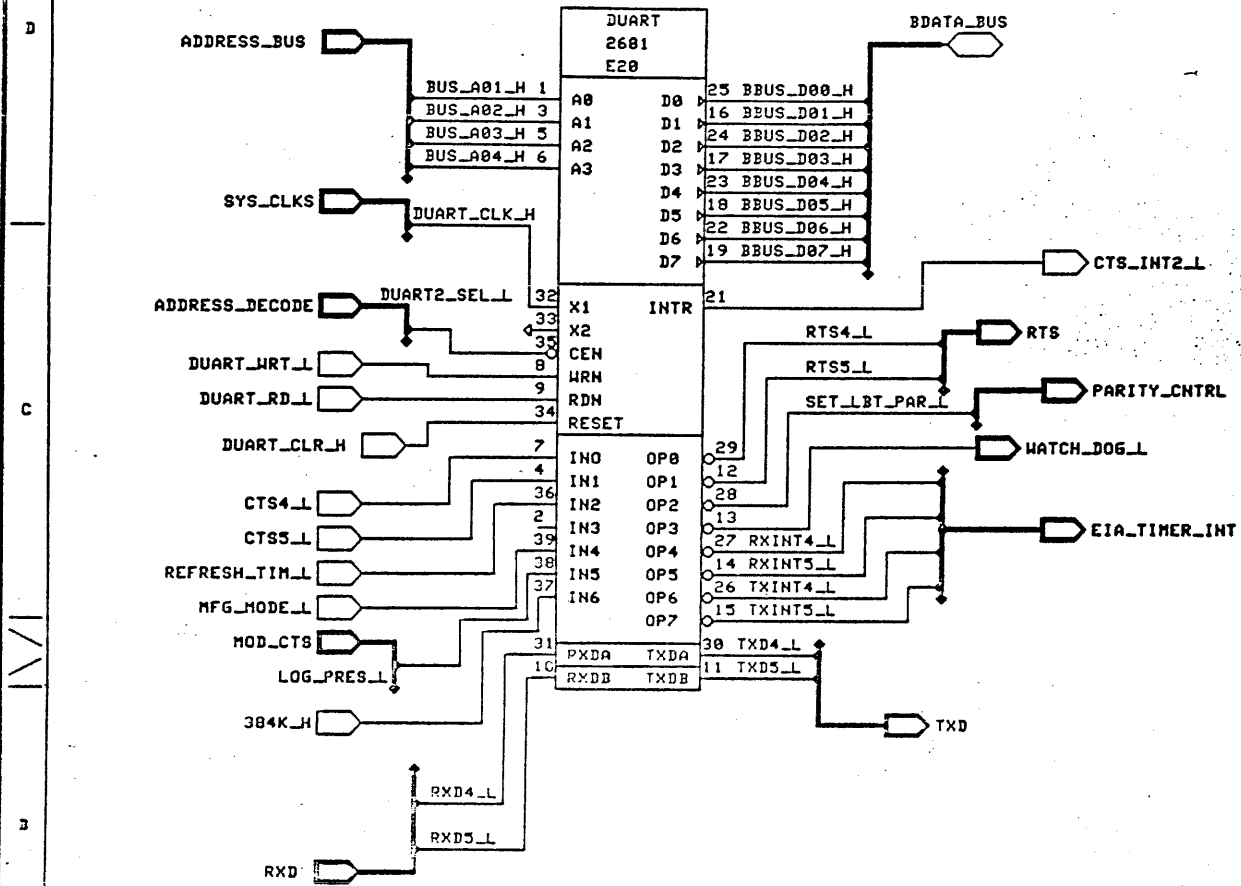 D
DUART
2681
E20
BDATA_BUS
ADDRESS_BUS
BUS_A01_H 1 A0 D0 25 BBUS_D00_H
BUS_A02_H 3 A1 D1 16 BBUS_D01_H
BUS_A03_H 5 A2 D2 24 BBUS_D02_H
BUS_A04_H 6 A3 D3 17 BBUS_D03_H
D4 23 BBUS_D04_H
SYS_CLKS
DUART_CLK_H
D5 18 BBUS_D05_H
D6 22 BBUS_D06_H
D7 19 BBUS_D07_H
CTS_INT2_L
ADDRESS_DECODE
DUART2_SEL_L
32 X1 INTR 21
33 X2
35 CEN
RTS4_L
RTS
DUART_WRT_L
8 WRN
RTS5_L
DUART_RD_L
9 RDN
SET_LBT_PAR_L
PARITY_CNTRL
C
34 RESET
DUART_CLR_H
WATCH_DOG_L
7 IN0 OP0 29
4 IN1 OP1 12
36 IN2 OP2 28
CTS4_L
2 IN3 OP3 13
CTS5_L
39 IN4 OP4 27 RXINT4_L
EIA_TIMER_INT
REFRESH_TIM_L
38 IN5 OP5 14 RXINT5_L
37 IN6 OP6 26 TXINT4_L
MFG_MODE_L
OP7 15 TXINT5_L
MOD_CTS
31 RXDA TXDA 30 TXD4_L
LOG_PRES_L
10 RXDB TXDB 11 TXD5_L
384K_H
TXD
RXD4_L
RXD5_L
B
RXD